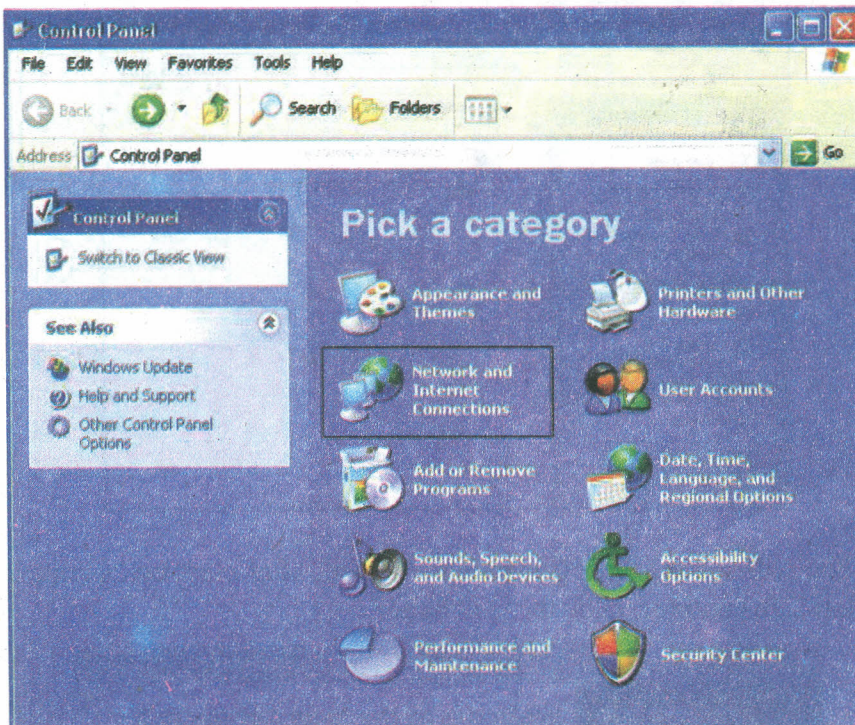 Control Panel
File Edit View Favorites Tools Help
Back Search Folders
Address Control Panel Go
Control Panel
Switch to Classic View
See Also
Windows Update
Help and Support
Other Control Panel
Options
Pick a category
Appearance and
Themes
Printers and Other
Hardware
Network and
Internet
Connections
User Accounts
Add or Remove
Programs
Date, Time,
Language, and
Regional Options
Sounds, Speech,
and Audio Devices
Accessibility
Options
Performance and
Maintenance
Security Center